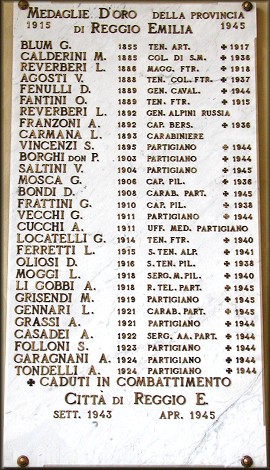 MEDAGLIE D'ORO DELLA PROVINCIA
1915 DI REGGIO EMILIA 1945
BLUM G. 1855 TEN. ART. ✚ 1917
CALDERINI M. 1885 COL. DI S.M. ✚ 1936
REVERBERI L. 1886 MAGG. FTR. ✚ 1918
AGOSTI V. 1888 TEN. COL. FTR. ✚ 1937
FENULLI D. 1889 GEN. CAVAL. ✚ 1944
FANTINI O. 1889 TEN. FTR. ✚ 1915
REVERBERI L. 1892 GEN. ALPINI RUSSIA
FRANZONI A. 1892 CAP. BERS. ✚ 1936
CARMANA L. 1893 CARABINIERE
VINCENZI S. 1895 PARTIGIANO ✚ 1944
BORGHI DON P. 1903 PARTIGIANO ✚ 1944
SALTINI V. 1904 PARTIGIANO ✚ 1945
MOSCA G. 1906 CAP. PIL. ✚ 1936
BONDI D. 1908 CARAB. PART. ✚ 1945
FRATTINI G. 1910 CAP. PIL. ✚ 1938
VECCHI G. 1911 PARTIGIANO ✚ 1944
CUCCHI A. 1911 UFF. MED. PARTIGIANO
LOCATELLI G. 1914 TEN. FTR. ✚ 1940
FERRETTI L. 1915 S. TEN. ALP. ✚ 1941
OLIOSI D. 1916 S. TEN. PIL. ✚ 1938
MOGGI L. 1918 SERG. M. PIL. ✚ 1940
LI GOBBI A. 1918 R. TEL. PART. ✚ 1945
GRISENDI M. 1919 PARTIGIANO ✚ 1945
GENNARI L. 1921 CARAB. PART. ✚ 1945
GRASSI A. 1921 PARTIGIANO ✚ 1944
CASADEI A. 1922 SERG. AA. PART. ✚ 1944
FOLLONI S. 1923 PARTIGIANO ✚ 1944
GARAGNANI A. 1924 PARTIGIANO ✚ 1944
TONDELLI A. 1924 PARTIGIANO ✚ 1944
✚ CADUTI IN COMBATTIMENTO
CITTÀ DI REGGIO E.
SETT. 1943 APR. 1945